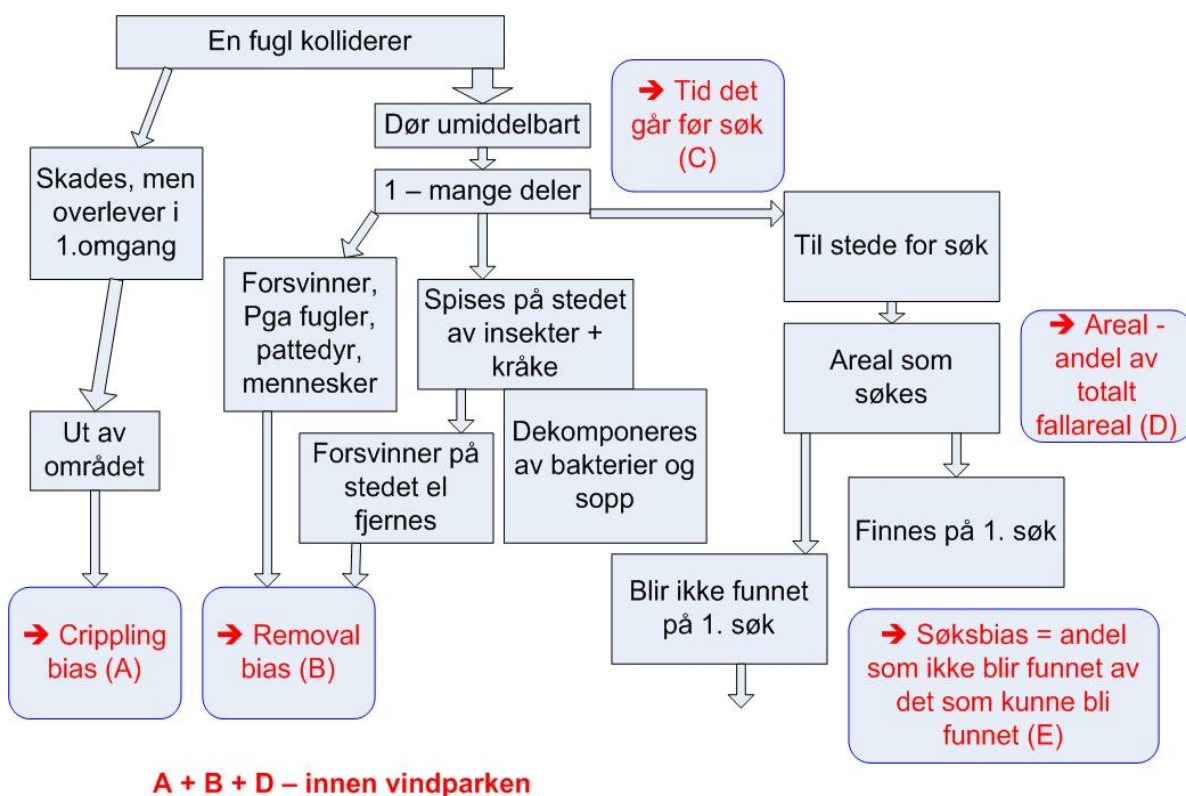 En fugl kolliderer
Dør umiddelbart
➔ Tid det
går før søk
(C)
Skades, men
overlever i
1.omgang
1 – mange deler
Til stede for søk
Forsvinner,
Pga fugler,
pattedyr,
mennesker
Spises på stedet
av insekter +
kråke
➔ Areal -
andel av
totalt
fallareal (D)
Areal som
søkes
Ut av
området
Forsvinner på
stedet el
fjernes
Dekomponeres
av bakterier og
sopp
Finnes på 1. søk
Blir ikke funnet
på 1. søk
➔ Crippling
bias (A)
➔ Removal
bias (B)
➔ Søksbias = andel
som ikke blir funnet av
det som kunne bli
funnet (E)
A + B + D – innen vindparken